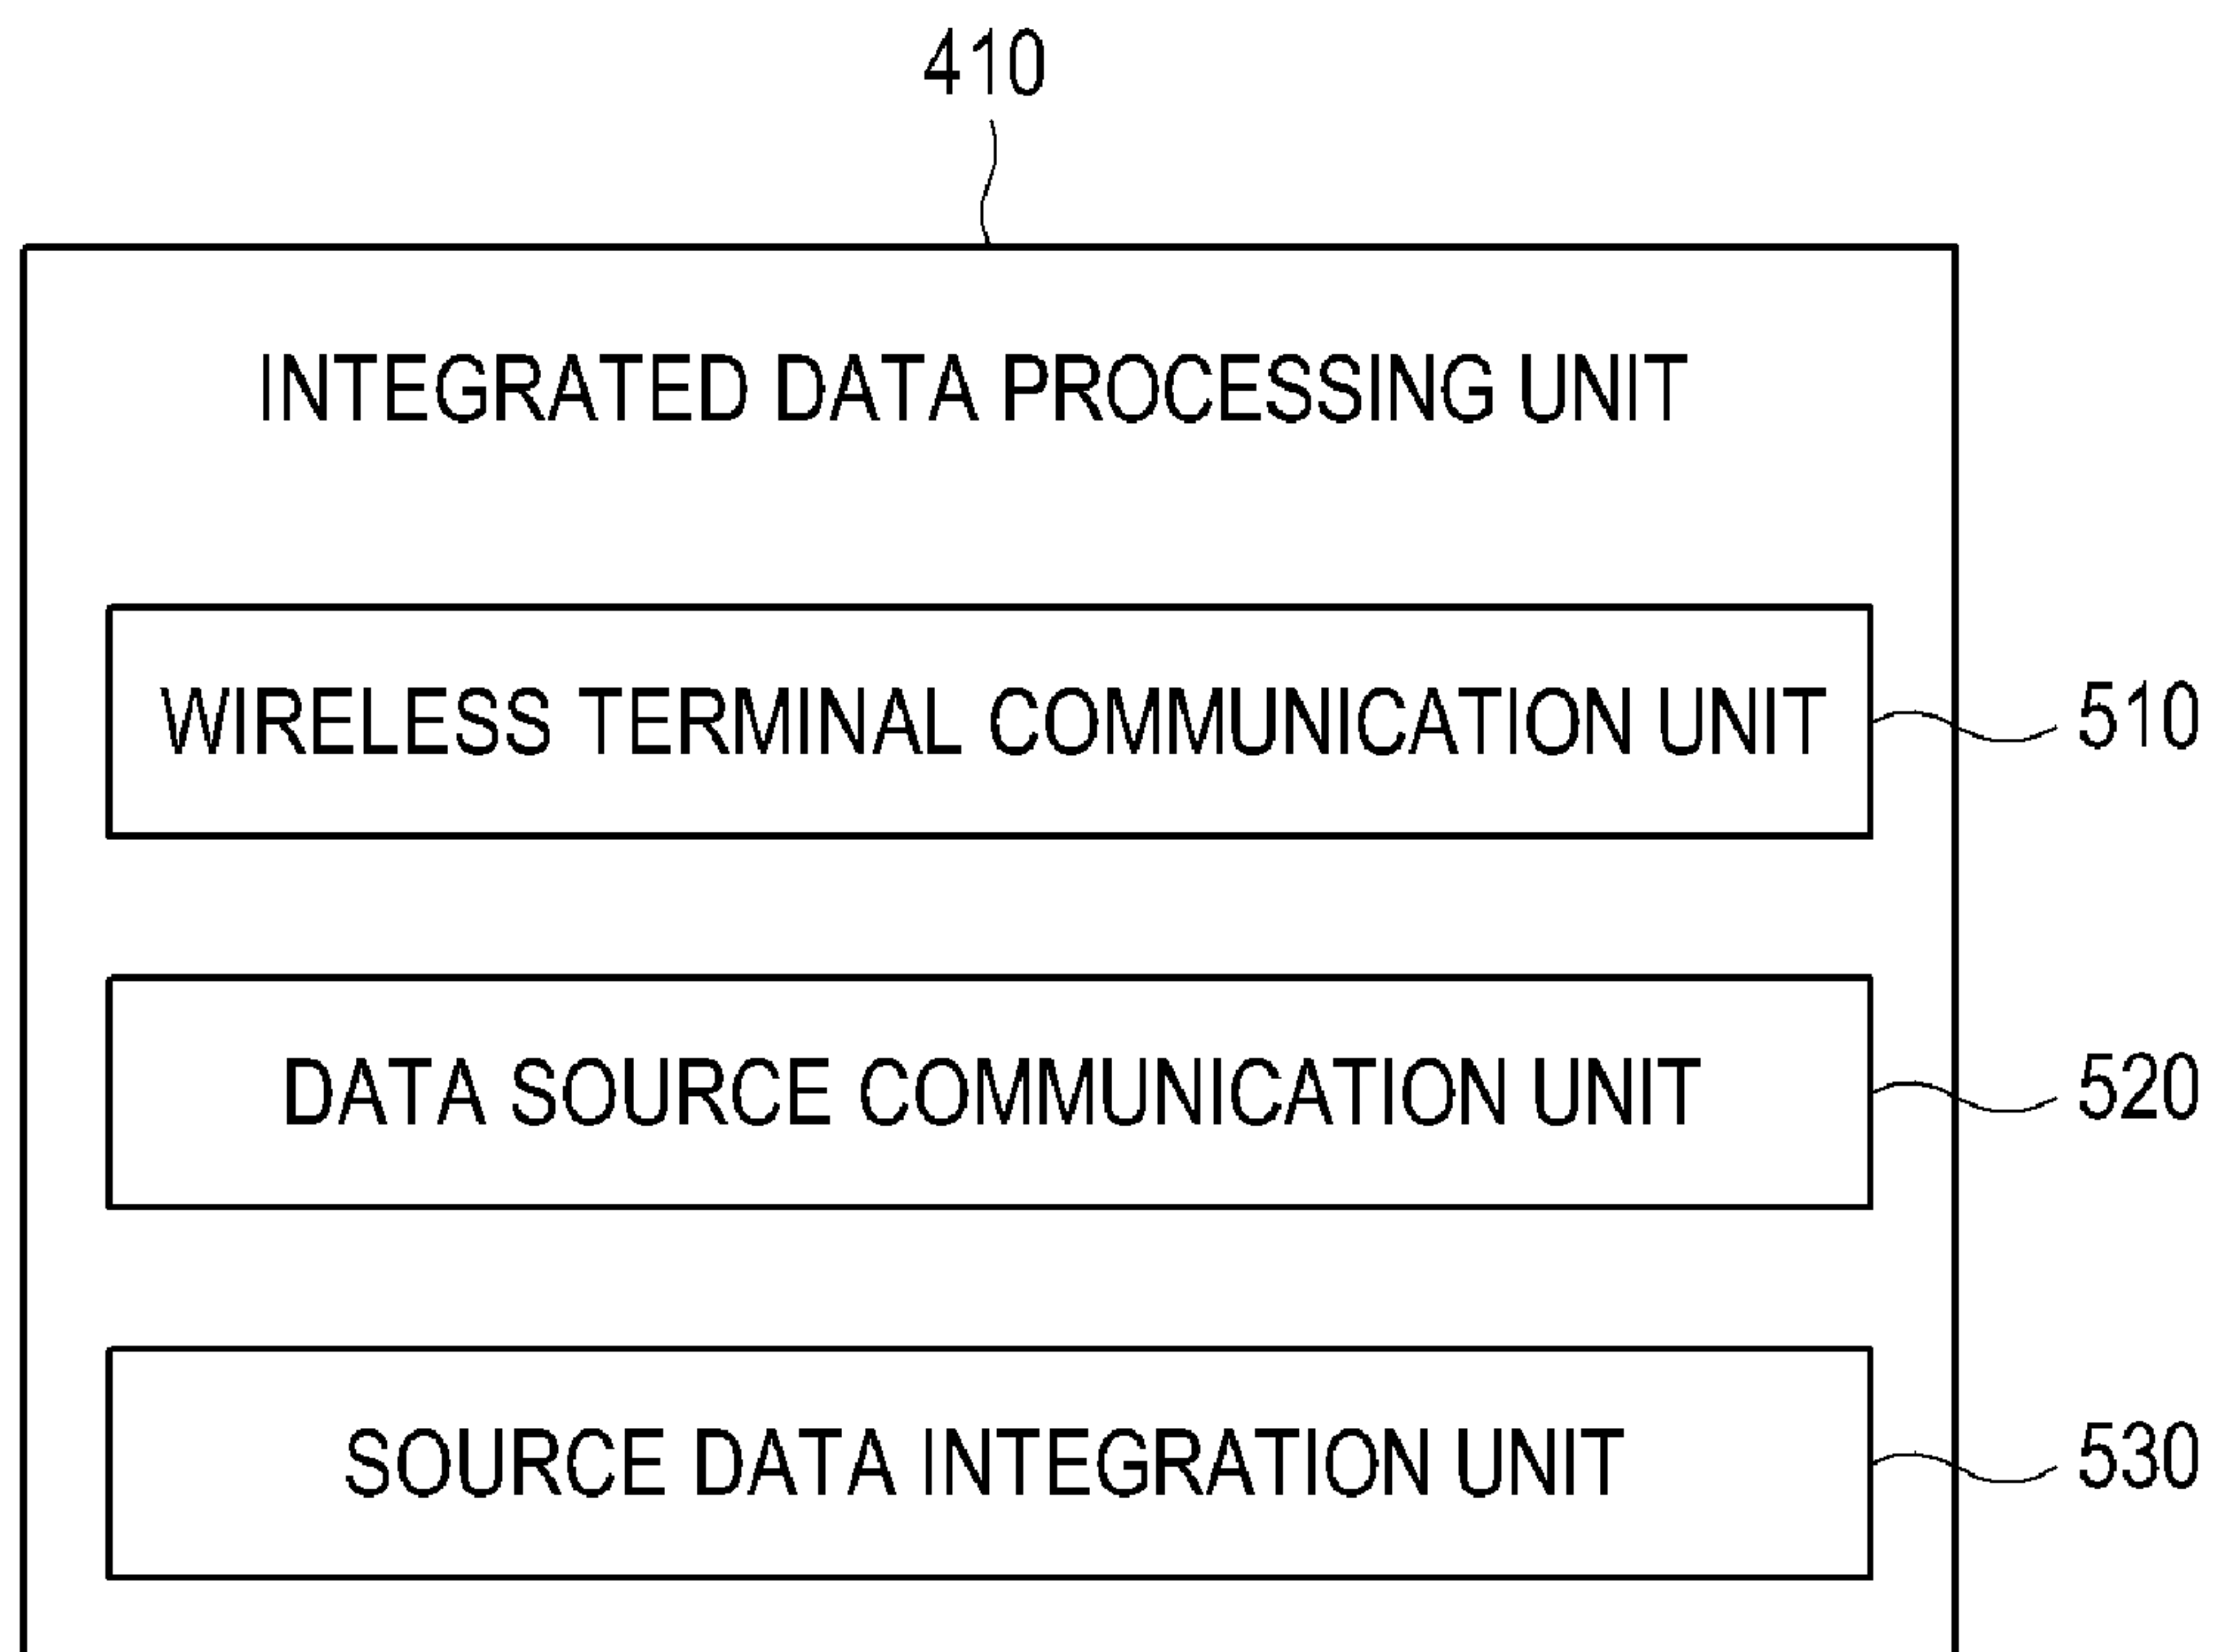 410
INTEGRATED DATA PROCESSING UNIT
WIRELESS TERMINAL COMMUNICATION UNIT
510
DATA SOURCE COMMUNICATION UNIT
520
SOURCE DATA INTEGRATION UNIT
530